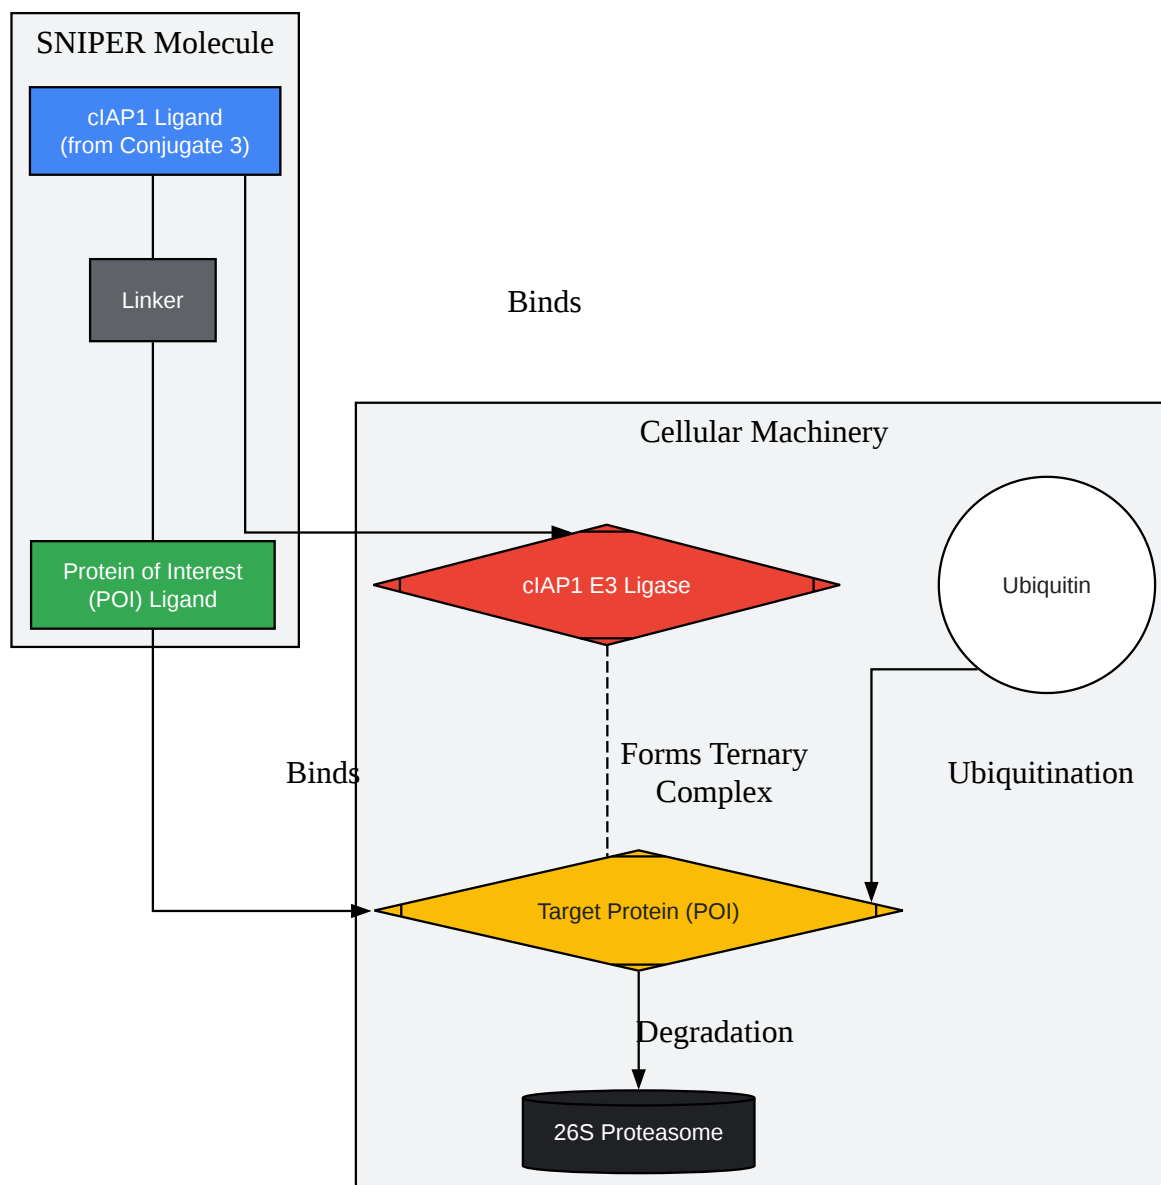 SNIPER Molecule
cIAP1 Ligand
(from Conjugate 3)
Linker
Binds
Cellular Machinery
Protein of Interest
(POI) Ligand
cIAP1 E3 Ligase
Ubiquitin
Binds
Forms Ternary
Complex
Ubiquitination
Target Protein (POI)
Degradation
26S Proteasome